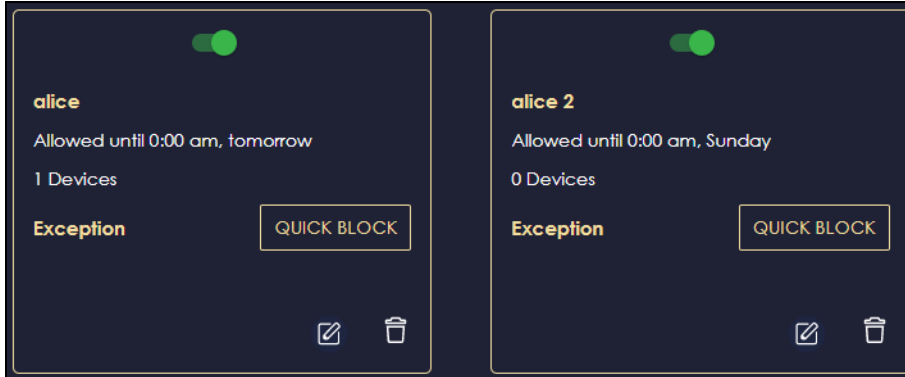 alice
Allowed until 0:00 am, tomorrow
1 Devices
Exception
QUICK BLOCK
alice 2
Allowed until 0:00 am, Sunday
0 Devices
Exception
QUICK BLOCK